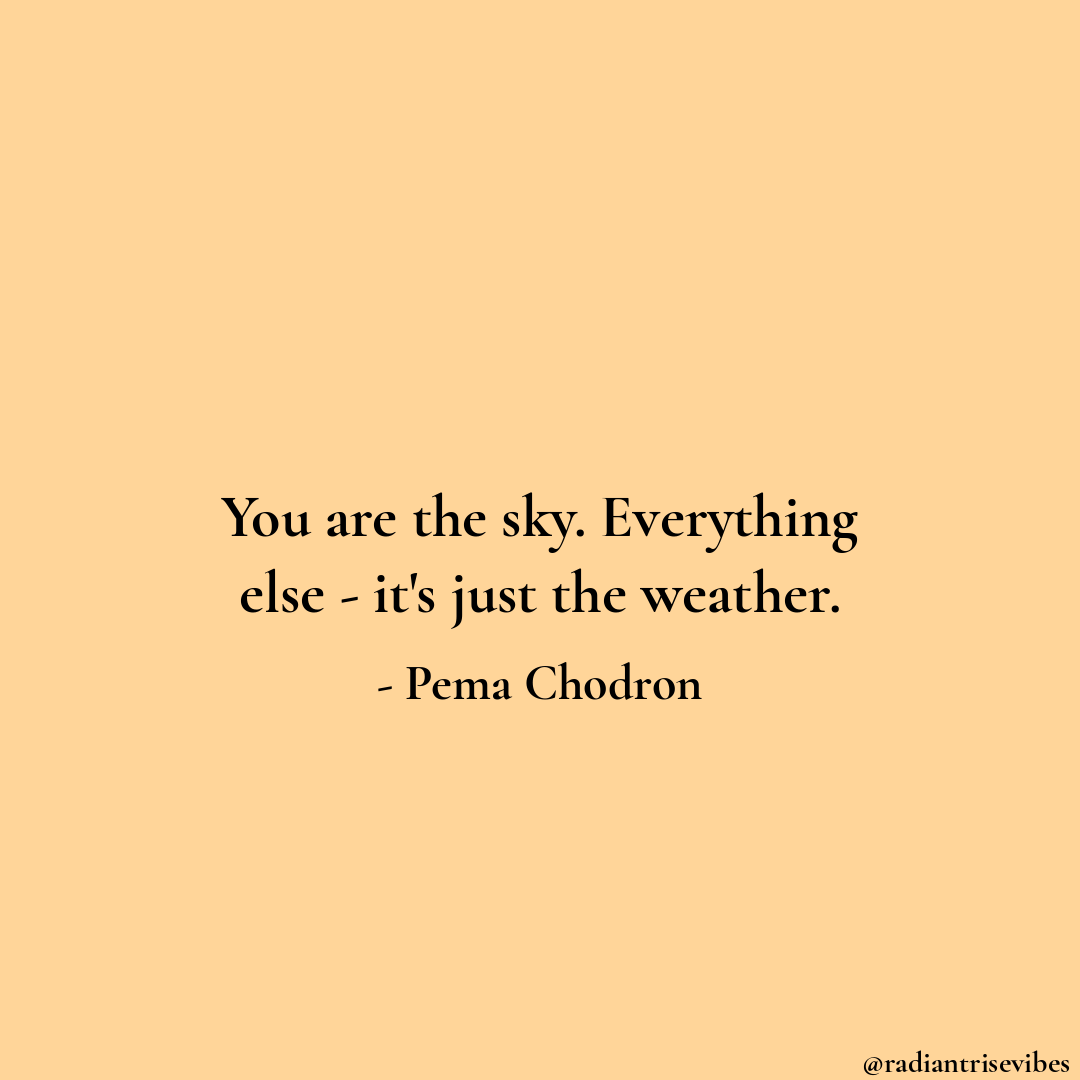 You are the sky. Everything
else - it's just the weather.
- Pema Chodron
@radiantrisevibes